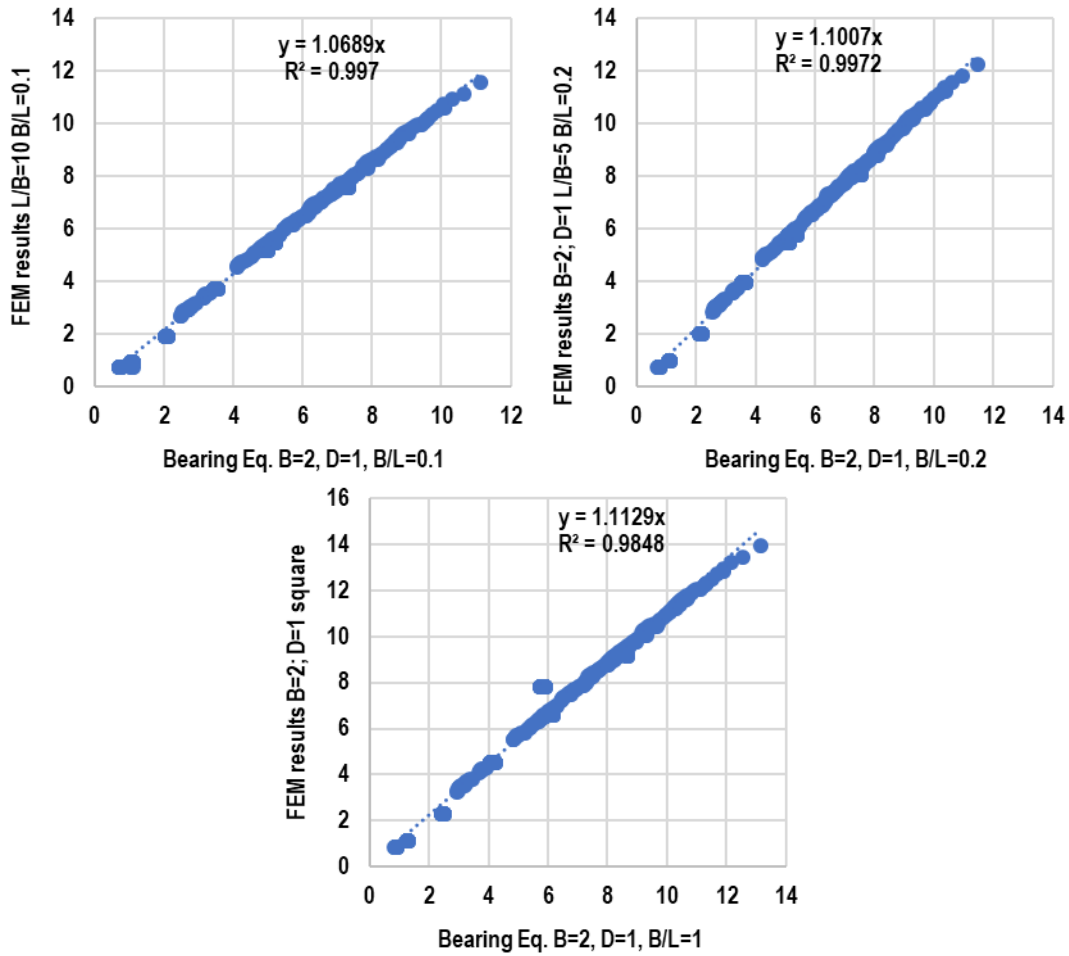 y = 1.0689x
R² = 0.997
FEM results L/B=10 B/L=0.1
14
12
10
8
6
4
2
0
0 2 4 6 8 10 12
Bearing Eq. B=2, D=1, B/L=0.1
y = 1.1007x
R² = 0.9972
FEM results B=2; D=1 L/B=5 B/L=0.2
14
12
10
8
6
4
2
0
0 2 4 6 8 10 12 14
Bearing Eq. B=2, D=1, B/L=0.2
y = 1.1129x
R² = 0.9848
FEM results B=2; D=1 square
16
14
12
10
8
6
4
2
0
0 2 4 6 8 10 12 14
Bearing Eq. B=2, D=1, B/L=1